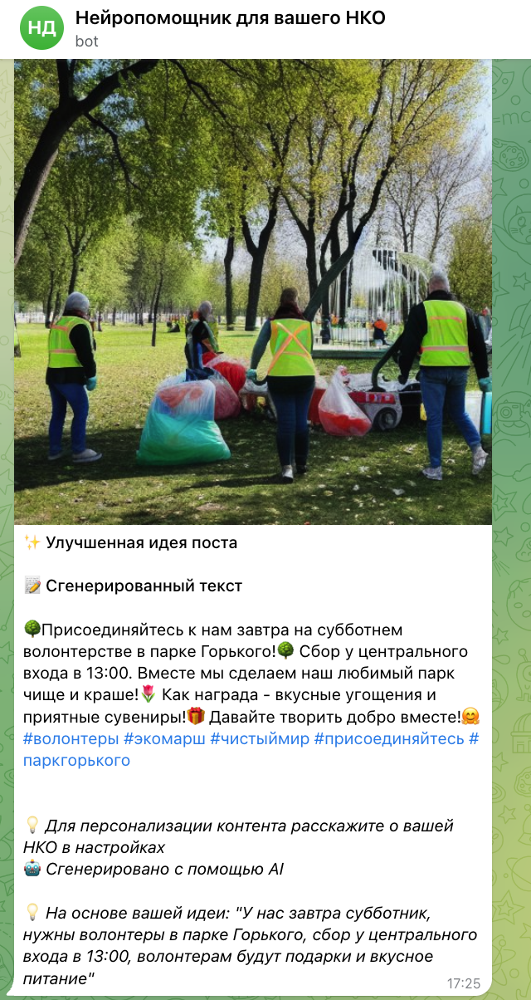 НД
Нейропомощник для вашего НКО
bot
✨ Улучшенная идея поста
📝 Сгенерированный текст
🌳Присоединяйтесь к нам завтра на субботнем
волонтерстве в парке Горького!🌳 Сбор у центрального
входа в 13:00. Вместе мы сделаем наш любимый парк
чище и краше!🌷 Как награда - вкусные угощения и
приятные сувениры!🎁 Давайте творить добро вместе!🤗
#волонтеры #экомарш #чистыймир #присоединяйтесь #
паркгорького
💡 Для персонализации контента расскажите о вашей
НКО в настройках
🤖 Сгенерировано с помощью AI
💡 На основе вашей идеи: "У нас завтра субботник,
нужны волонтеры в парке Горького, сбор у центрального
входа в 13:00, волонтерам будут подарки и вкусное
питание"
17:25